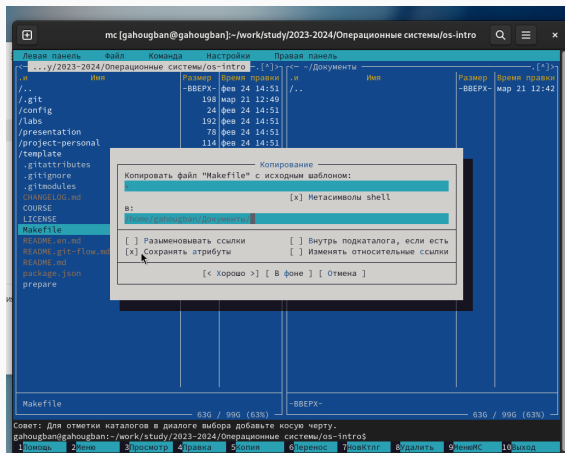 mc [gahougban@gahougban]:~/work/study/2023-2024/Операционные системы/os-intro
Левая панель Файл Команда Настройки Правая панель
<— ...y/2023-2024/Операционные системы/os-intro —.[^]>
.и Имя Размер Время правки
/.. -ВВЕРХ- фев 24 14:51
/.git 198 мар 21 12:49
/config 24 фев 24 14:51
/labs 192 фев 24 14:51
/presentation 78 фев 24 14:51
/project-personal 114 фев 24 14:51
/template
.gitattributes
.gitignore
.gitmodules
CHANGELOG.md
COURSE
LICENSE
Makefile
README.en.md
README.git-flow.md
README.md
package.json
prepare
Makefile
63G / 99G (63%)
<— ~/Документы —.[^]>
.и Имя Размер Время правки
/.. -ВВЕРХ- мар 21 12:42
-ВВЕРХ-
63G / 99G (63%)
Копирование
Копировать файл "Makefile" с исходным шаблоном:
*
[x] Метасимволы shell
в:
/home/gahougban/Документы/
[ ] Разыменовывать ссылки [ ] Внутрь подкаталога, если есть
[x] Сохранять атрибуты [ ] Изменять относительные ссылки
[< Хорошо >] [ В фоне ] [ Отмена ]
Совет: Для отметки каталогов в диалоге выбора добавьте косую черту.
gahougban@gahougban:~/work/study/2023-2024/Операционные системы/os-intro$
1Помощь 2Меню 3Просмотр 4Правка 5Копия 6Перенос 7НовКтлг 8Удалить 9МенюMC 10Выход